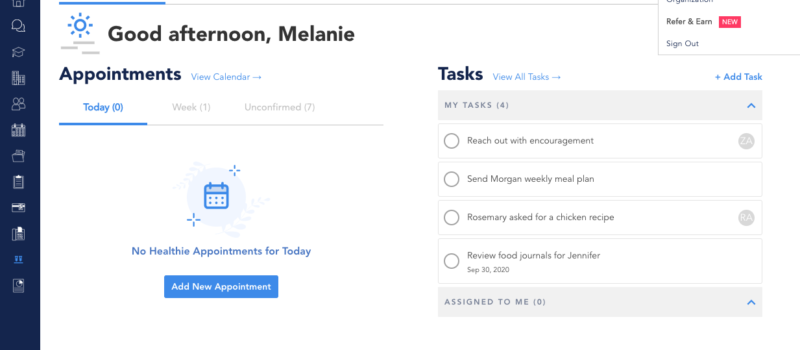 Organization
Refer & Earn NEW
Sign Out
Good afternoon, Melanie
Appointments View Calendar →
Today (0) Week (1) Unconfirmed (7)
No Healthie Appointments for Today
Add New Appointment
Tasks View All Tasks → + Add Task
MY TASKS (4)
Reach out with encouragement ZA
Send Morgan weekly meal plan
Rosemary asked for a chicken recipe RA
Review food journals for Jennifer
Sep 30, 2020
ASSIGNED TO ME (0)